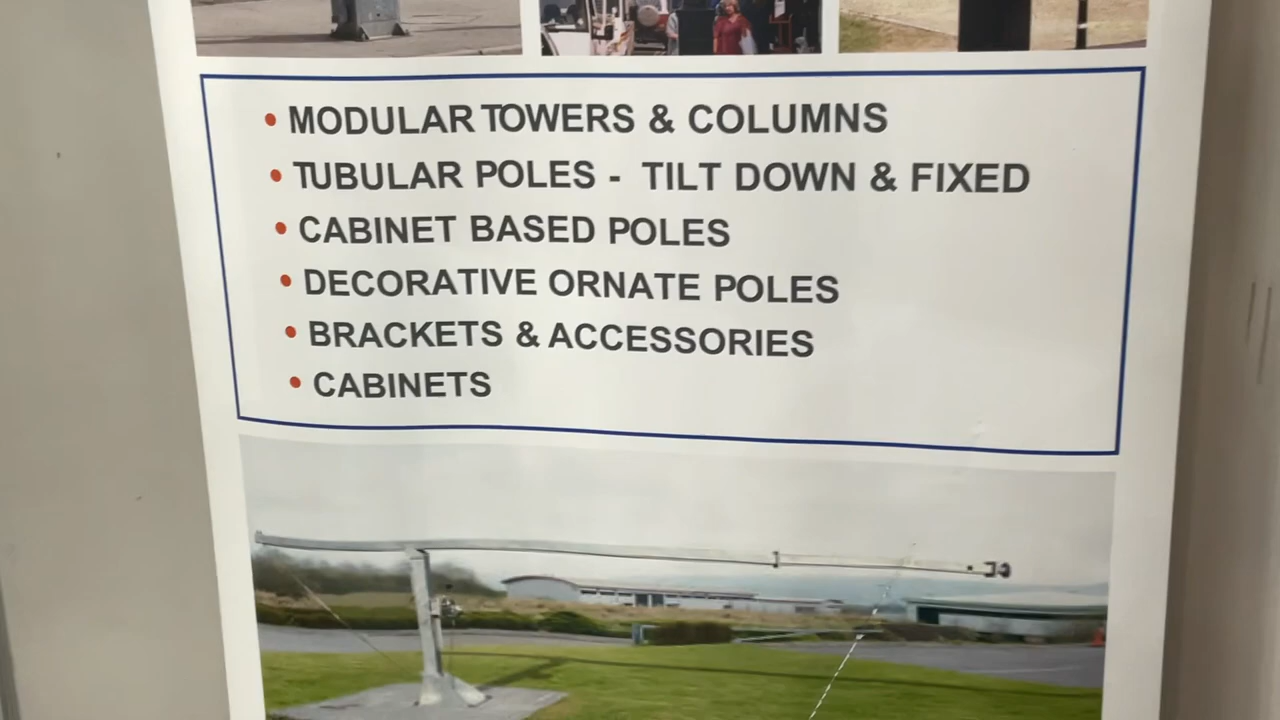 • MODULAR TOWERS & COLUMNS
• TUBULAR POLES - TILT DOWN & FIXED
• CABINET BASED POLES
• DECORATIVE ORNATE POLES
• BRACKETS & ACCESSORIES
• CABINETS